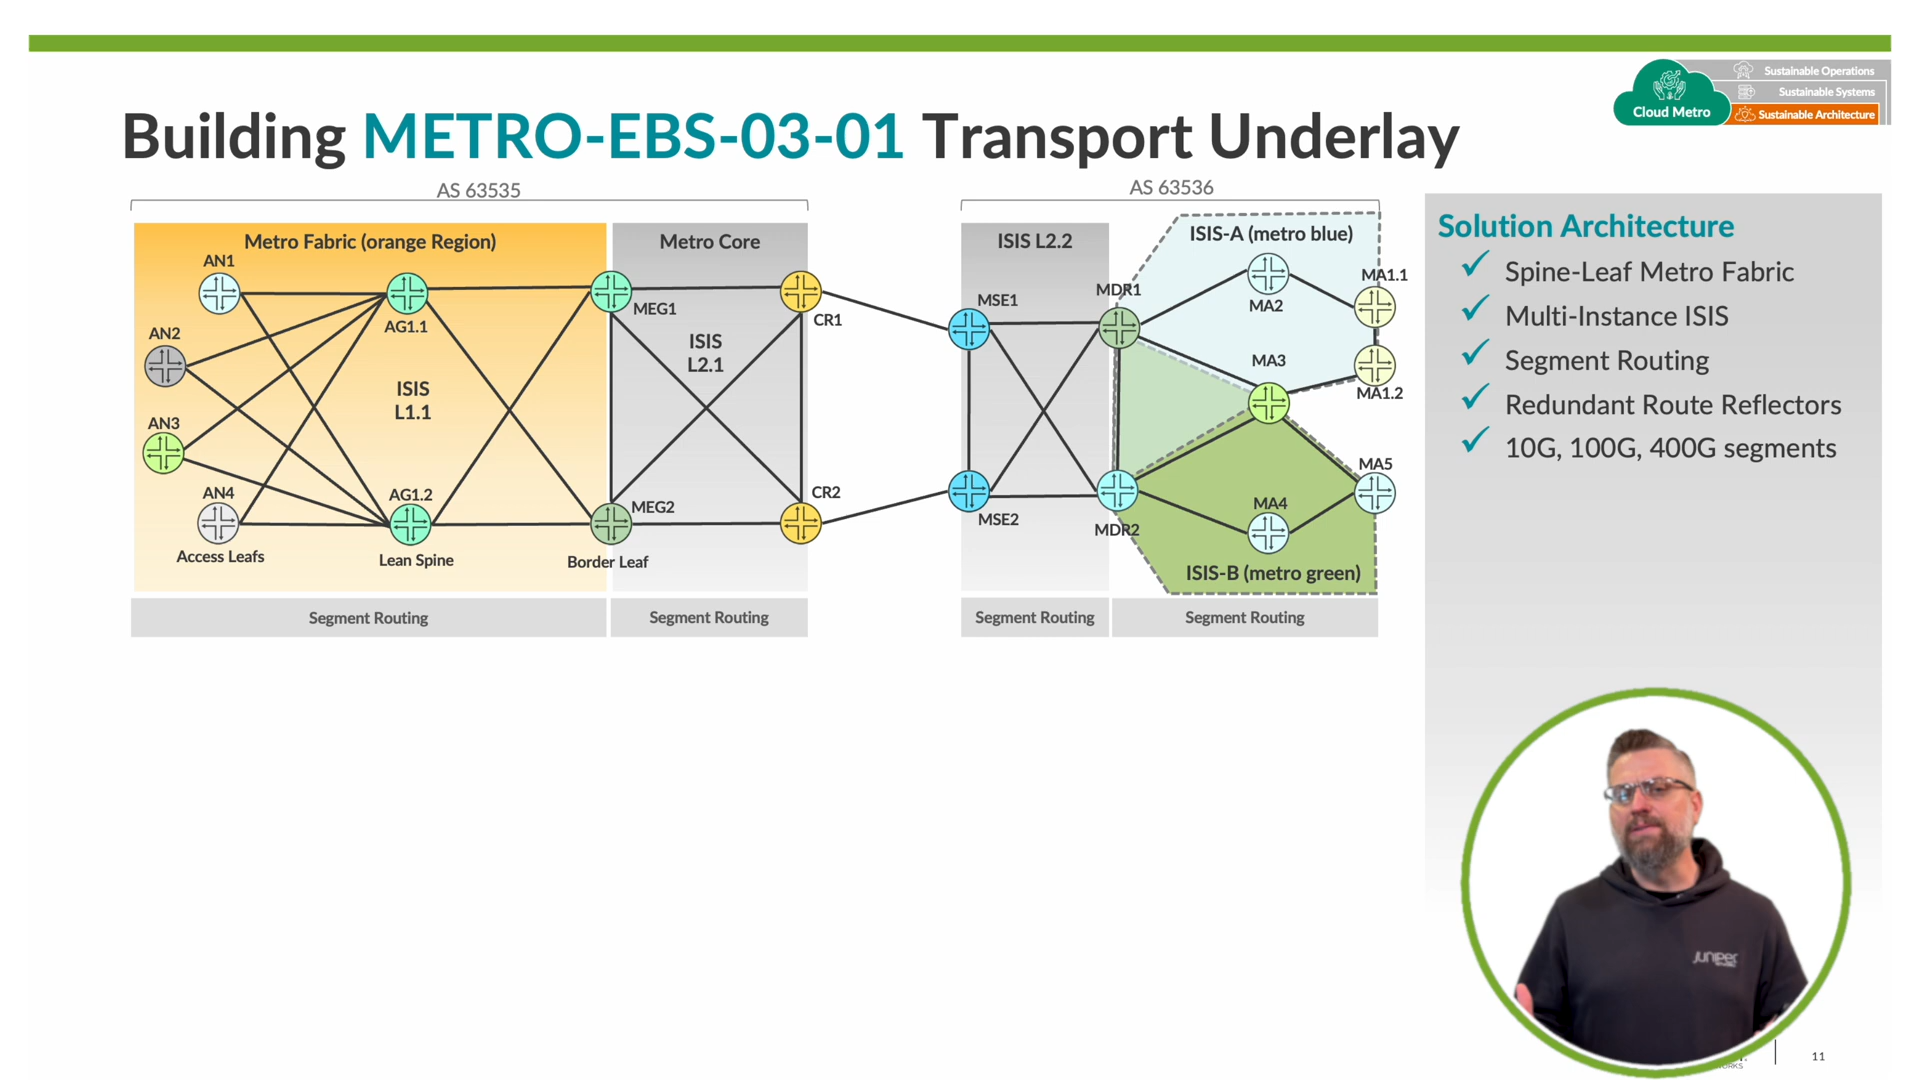 Sustainable Operations
Sustainable Systems
Cloud Metro
Sustainable Architecture
Building METRO-EBS-03-01 Transport Underlay
AS 63535
AS 63536
Metro Fabric (orange Region)
Metro Core
ISIS L2.2
ISIS-A (metro blue)
AN1
AN2
AN3
AN4
Access Leafs
AG1.1
ISIS
L1.1
AG1.2
Lean Spine
MEG1
MEG2
Border Leaf
ISIS
L2.1
CR1
CR2
MSE1
MSE2
MDR1
MDR2
MA2
MA1.1
MA3
MA1.2
MA5
MA4
ISIS-B (metro green)
Segment Routing
Segment Routing
Segment Routing
Segment Routing
Solution Architecture
Spine-Leaf Metro Fabric
Multi-Instance ISIS
Segment Routing
Redundant Route Reflectors
10G, 100G, 400G segments
JUNIPER
11